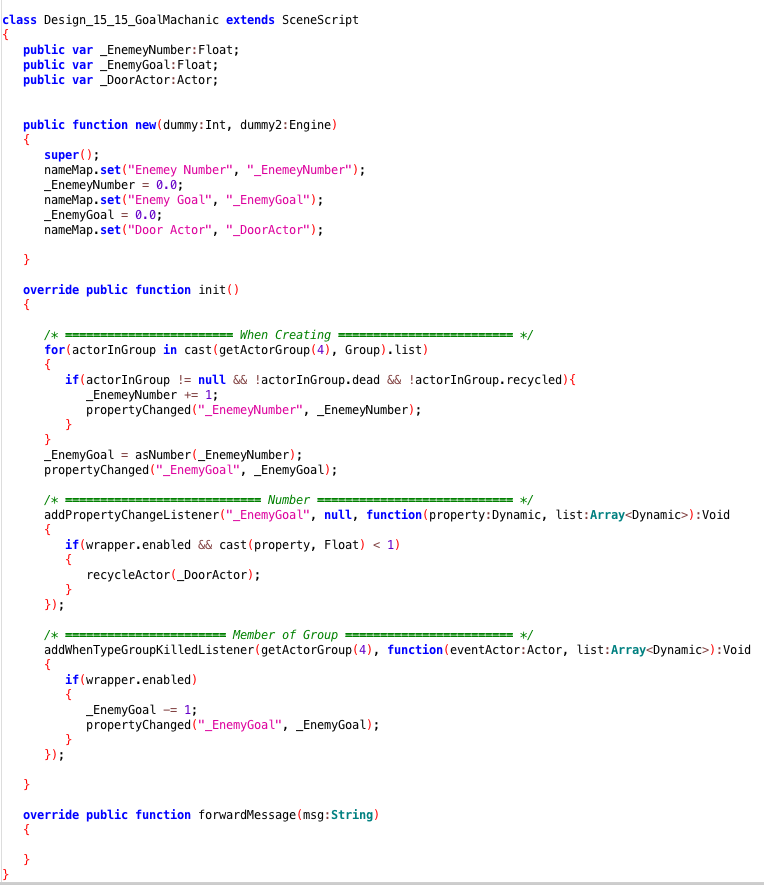 class Design_15_15_GoalMachanic extends SceneScript
{
public var _EnemeyNumber:Float;
public var _EnemyGoal:Float;
public var _DoorActor:Actor;
public function new(dummy:Int, dummy2:Engine)
{
super();
nameMap.set("Enemey Number", "_EnemeyNumber");
_EnemeyNumber = 0.0;
nameMap.set("Enemy Goal", "_EnemyGoal");
_EnemyGoal = 0.0;
nameMap.set("Door Actor", "_DoorActor");
}
override public function init()
{
/* ======================== When Creating ========================= */
for(actorInGroup in cast(getActorGroup(4), Group).list)
{
if(actorInGroup != null && !actorInGroup.dead && !actorInGroup.recycled){
_EnemeyNumber += 1;
propertyChanged("_EnemeyNumber", _EnemeyNumber);
}
}
_EnemyGoal = asNumber(_EnemeyNumber);
propertyChanged("_EnemyGoal", _EnemyGoal);
/* ============================ Number ============================ */
addPropertyChangeListener("_EnemyGoal", null, function(property:Dynamic, list:Array<Dynamic>):Void
{
if(wrapper.enabled && cast(property, Float) < 1)
{
recycleActor(_DoorActor);
}
});
/* ======================= Member of Group ======================== */
addWhenTypeGroupKilledListener(getActorGroup(4), function(eventActor:Actor, list:Array<Dynamic>):Void
{
if(wrapper.enabled)
{
_EnemyGoal -= 1;
propertyChanged("_EnemyGoal", _EnemyGoal);
}
});
}
override public function forwardMessage(msg:String)
{
}
}